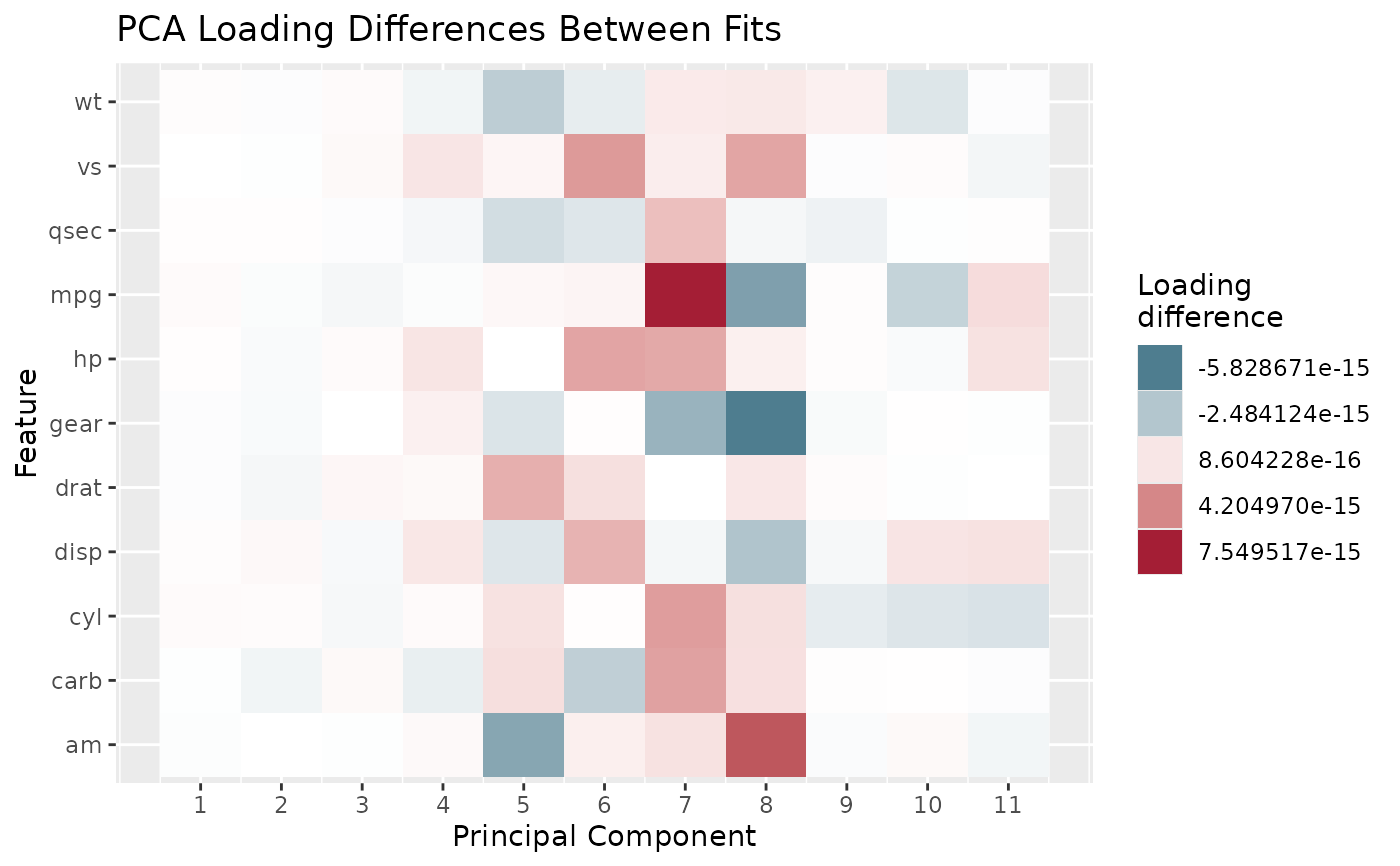 PCA Loading Differences Between Fits
Feature
wt
vs
qsec
mpg
hp
gear
drat
disp
cyl
carb
am
1 2 3 4 5 6 7 8 9 10 11
Principal Component
Loading
difference
-5.828671e-15
-2.484124e-15
8.604228e-16
4.204970e-15
7.549517e-15